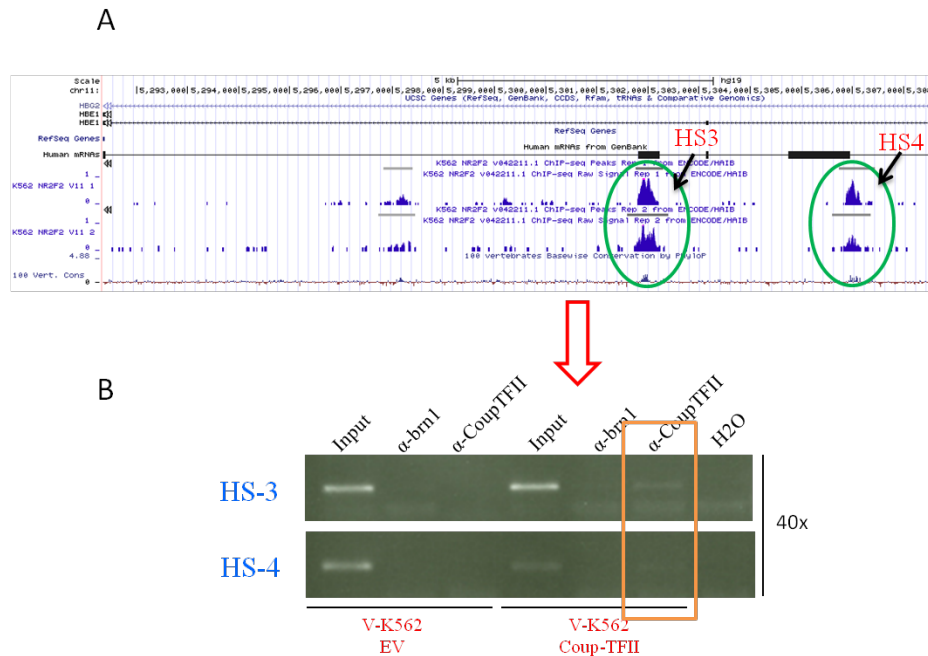 A
Scale
5 kb
hg19
chr11:
5,293,000
5,294,000
5,295,000
5,296,000
5,297,000
5,298,000
5,299,000
5,300,000
5,301,000
5,302,000
5,303,000
5,304,000
5,305,000
5,306,000
5,307,000
5,308
UCSC Genes (RefSeq, GenBank, CCDS, Rfam, tRNAs & Comparative Genomics)
HBG2
HBE1
HBE1
RefSeq Genes
RefSeq Genes
Human mRNAs from GenBank
Human mRNAs
HS3
HS4
K562 NR2F2 v042211.1 ChIP-seq Peaks Rep 1 from ENCODE/HAIB
K562 NR2F2 v042211.1 ChIP-seq Raw Signal Rep 1 from ENCODE/HAIB
1
K562 NR2F2 V11 1
0
K562 NR2F2 v042211.1 ChIP-seq Peaks Rep 2 from ENCODE/HAIB
K562 NR2F2 v042211.1 ChIP-seq Raw Signal Rep 2 from ENCODE/HAIB
1
K562 NR2F2 V11 2
0
4.88
100 vertebrates Basewise Conservation by PhyloP
100 Vert. Cons
0
B
Input
α-brn1
α-CoupTFII
Input
α-brn1
α-CoupTFII
H2O
HS-3
HS-4
40x
V-K562
EV
V-K562
Coup-TFII